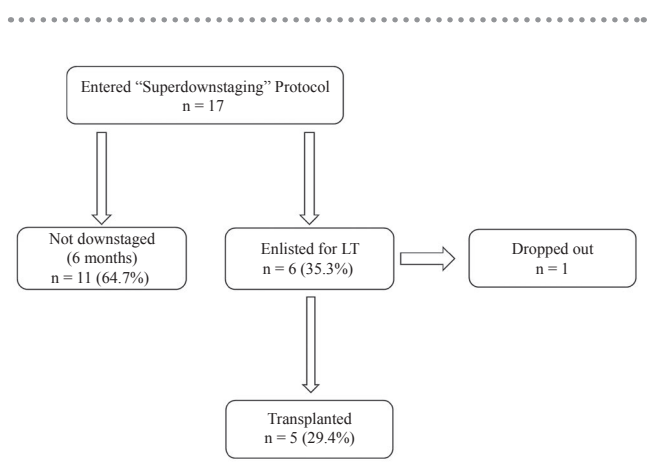 Entered “Superdownstaging” Protocol
n = 17
Not downstaged
(6 months)
n = 11 (64.7%)
Enlisted for LT
n = 6 (35.3%)
Dropped out
n = 1
Transplanted
n = 5 (29.4%)